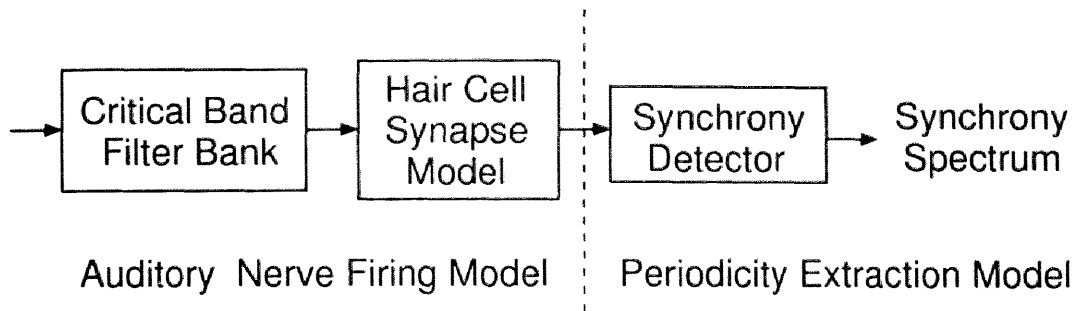 Critical Band
Filter Bank
Hair Cell
Synapse
Model
Synchrony
Detector
Synchrony
Spectrum
Auditory Nerve Firing Model
Periodicity Extraction Model